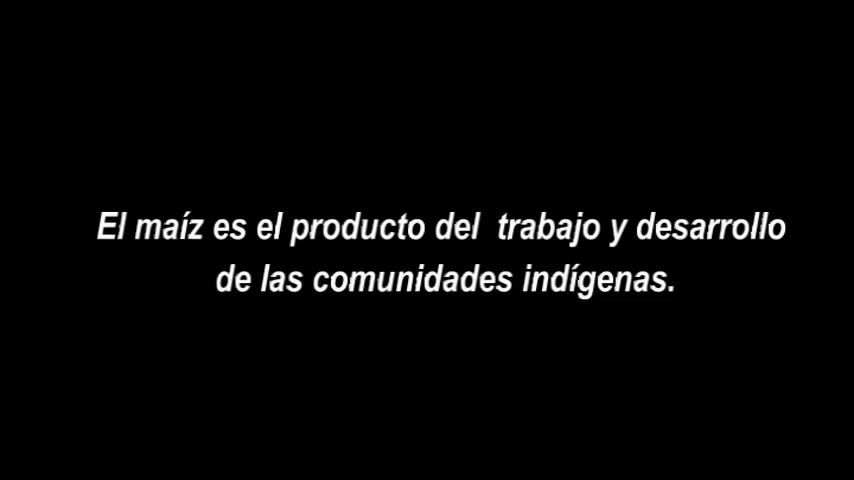 El maíz es el producto del trabajo y desarrollo
de las comunidades indígenas.